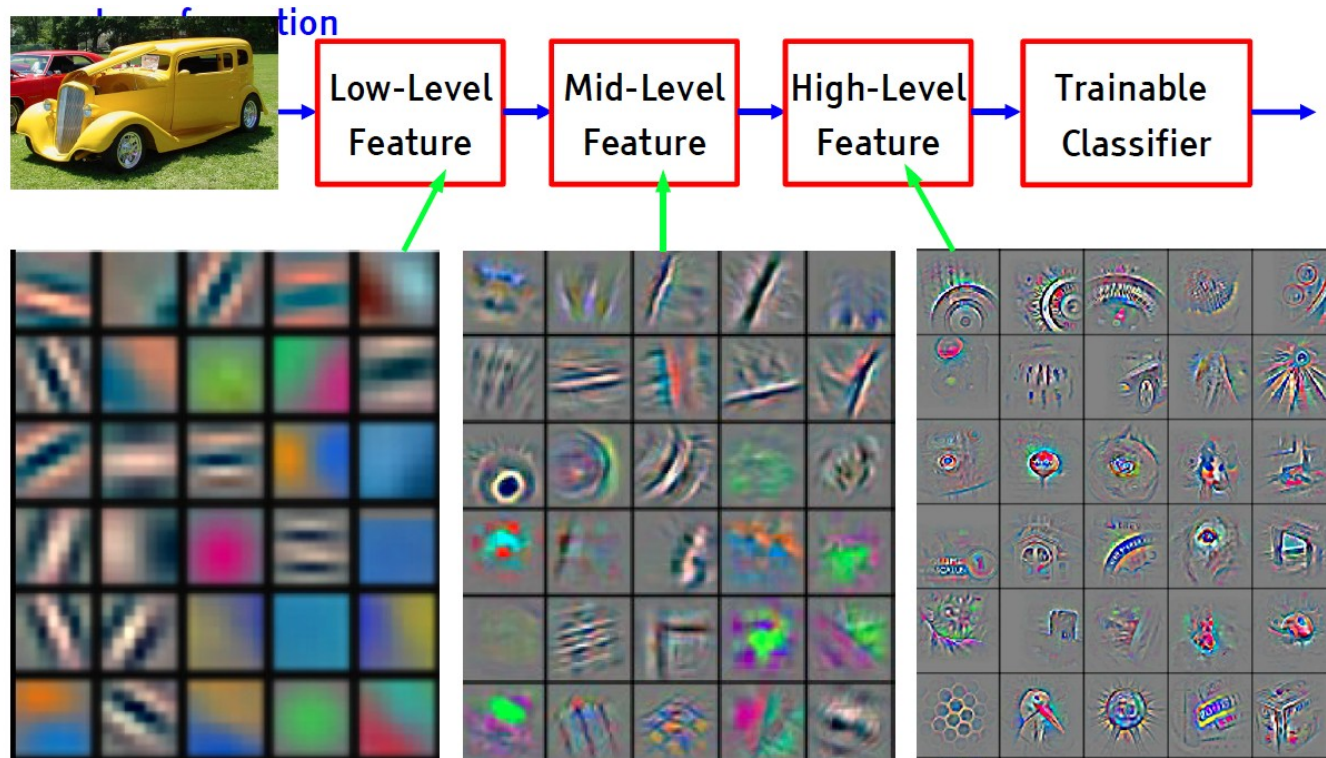 tion
Low-Level
Feature
Mid-Level
Feature
High-Level
Feature
Trainable
Classifier